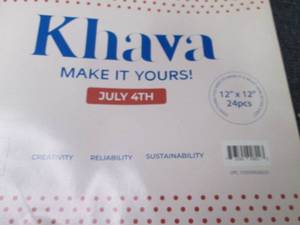 Khava
MAKE IT YOURS!
JULY 4TH
12" x 12"
24pcs
CREATIVITY RELIABILITY SUSTAINABILITY